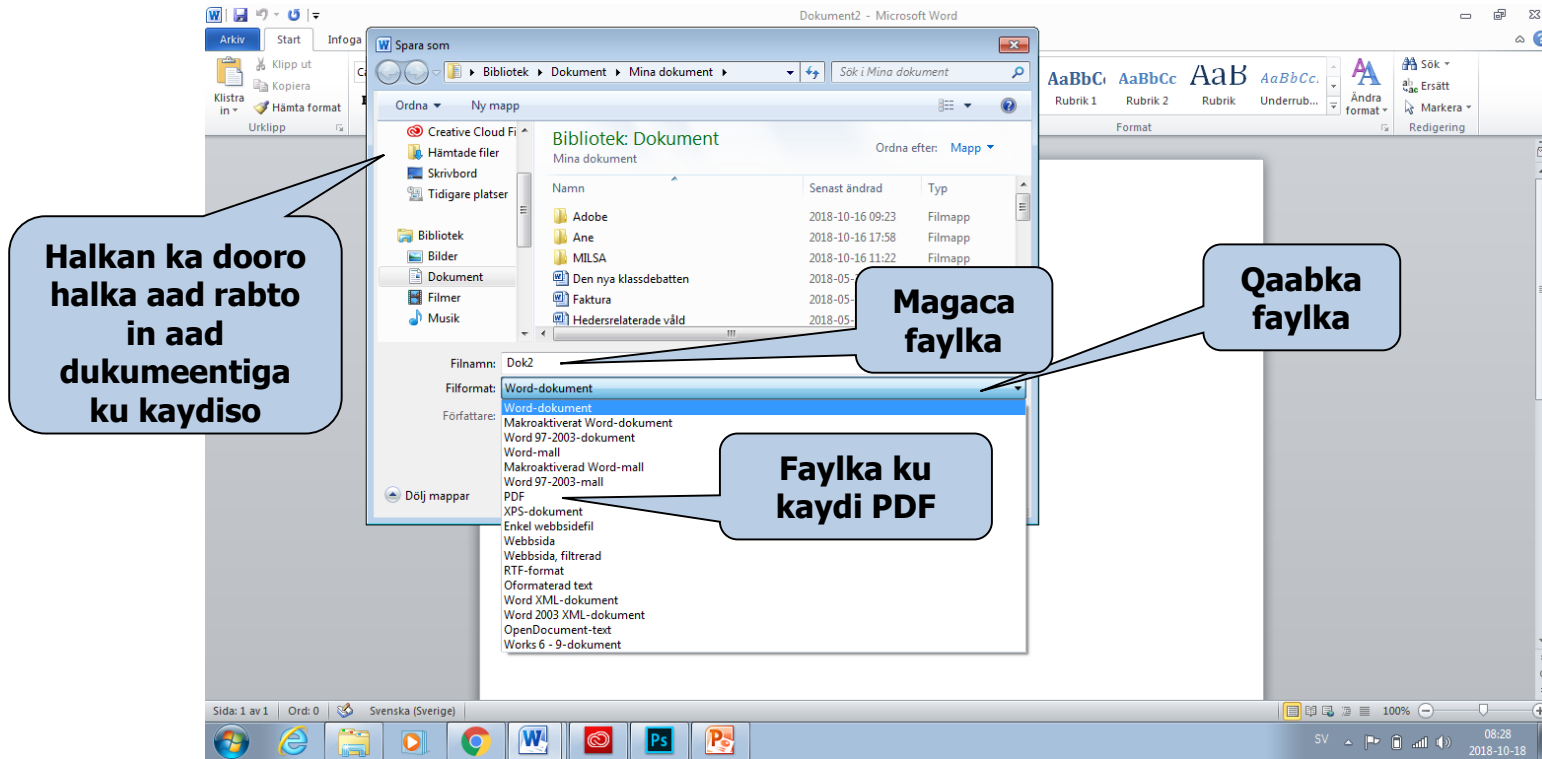 Dokument2 - Microsoft Word
Arkiv Start Infoga
Klipp ut
Kopiera
Hämta format
Klistra
in
Urklipp
Spara som
Bibliotek Dokument Mina dokument
Sök i Mina dokument
Ordna Ny mapp
Creative Cloud Fi
Hämtade filer
Skrivbord
Tidigare platser
Bibliotek
Bilder
Dokument
Filmer
Musik
Bibliotek: Dokument
Mina dokument
Ordna efter: Mapp
Namn Senast ändrad Typ
Adobe 2018-10-16 09:23 Filmapp
Ane 2018-10-16 17:58 Filmapp
MILSA 2018-10-16 11:22 Filmapp
Den nya klassdebatten 2018-05-
Faktura 2018-05-
Hedersrelaterade våld 2018-05-
Filnamn: Dok2
Filformat: Word-dokument
Författare:
Word-dokument
Makroaktiverat Word-dokument
Word 97-2003-dokument
Word-mall
Makroaktiverad Word-mall
Word 97-2003-mall
PDF
XPS-dokument
Enkel webbsidefil
Webbsida
Webbsida, filtrerad
RTF-format
Oformaterad text
Word XML-dokument
Word 2003 XML-dokument
OpenDocument-text
Works 6 - 9-dokument
Dölj mappar
AaBbC AaBbCc AaB AaBbCc.
Rubrik 1 Rubrik 2 Rubrik Underrub...
Ändra
format
Format
Sök
Ersätt
Markera
Redigering
Halkan ka dooro
halka aad rabto
in aad
dukumeentiga
ku kaydiso
Magaca
faylka
Qaabka
faylka
Faylka ku
kaydi PDF
Sida: 1 av 1 Ord: 0 Svenska (Sverige) 100%
SV 08:28
2018-10-18